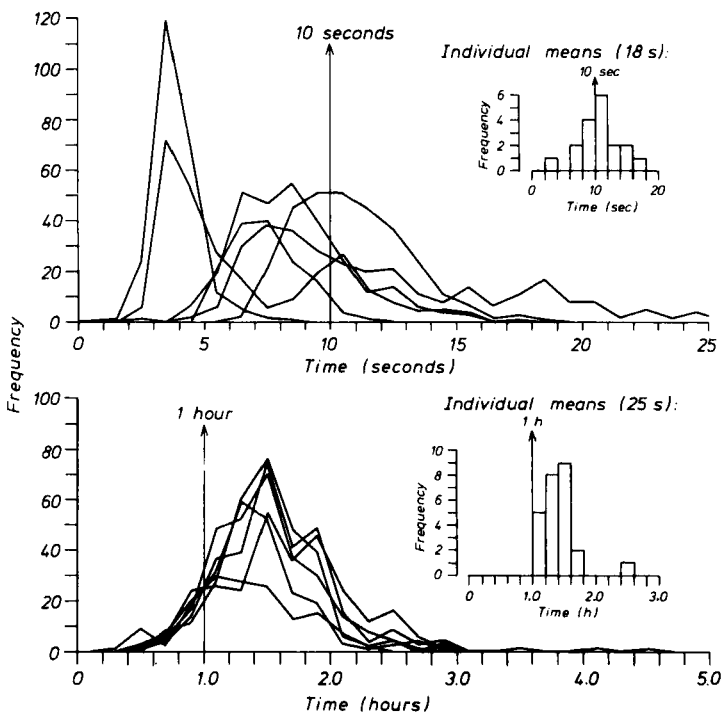 120
100
80
60
40
20
0
10 seconds
0 5 10 15 20 25
Time (seconds)
Individual means (18 s):
10 sec
6
4
2
0
Frequency
0 10 20
Time (sec)
Frequency
100
80
60
40
20
0
1 hour
0 1.0 2.0 3.0 4.0 5.0
Time (hours)
Individual means (25 s):
1 h
10
8
6
4
2
0
Frequency
0 1.0 3.0
Time (h)